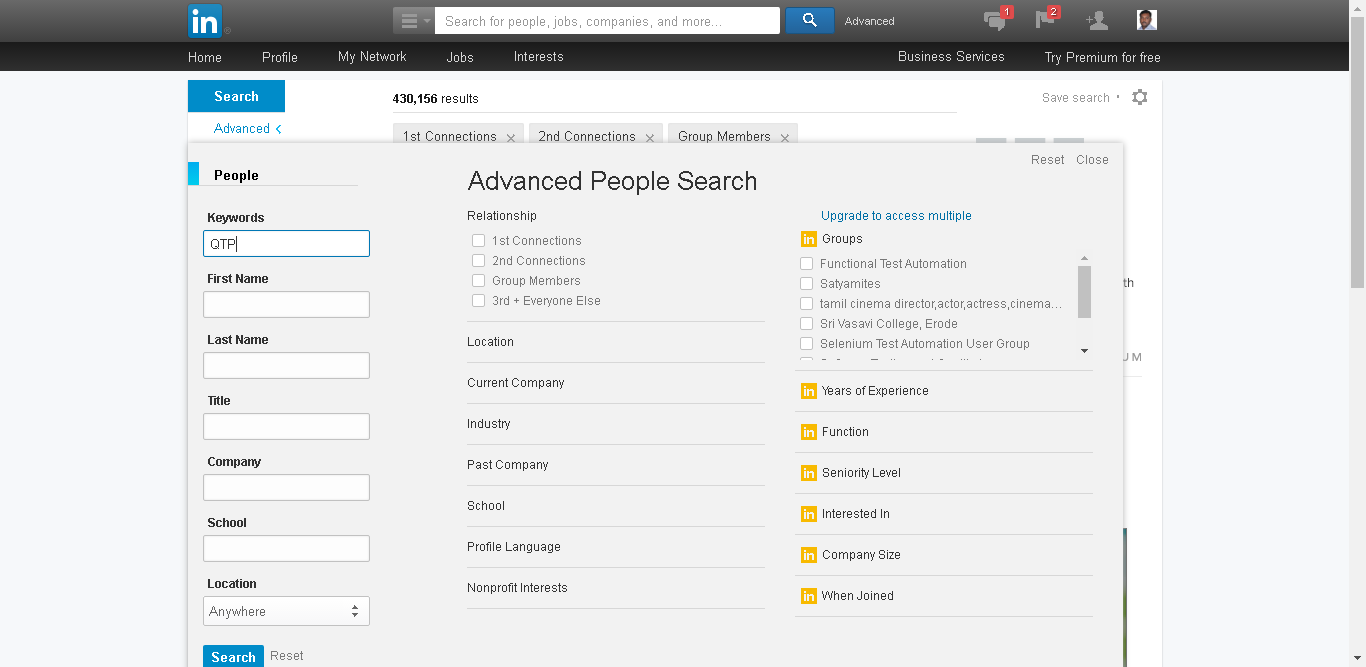 in
Search for people, jobs, companies, and more...
Advanced
1
2
Home
Profile
My Network
Jobs
Interests
Business Services
Try Premium for free
Search
430,156 results
Save search
Advanced <
1st Connections ×
2nd Connections ×
Group Members ×
Reset Close
People
Keywords
QTP
First Name
Last Name
Title
Company
School
Location
Anywhere
Search Reset
Advanced People Search
Relationship
1st Connections
2nd Connections
Group Members
3rd + Everyone Else
Location
Current Company
Industry
Past Company
School
Profile Language
Nonprofit Interests
Upgrade to access multiple
in Groups
Functional Test Automation
Satyamites
tamil cinema director,actor,actress,cinema...
Sri Vasavi College, Erode
Selenium Test Automation User Group
in Years of Experience
in Function
in Seniority Level
in Interested In
in Company Size
in When Joined
th
UM